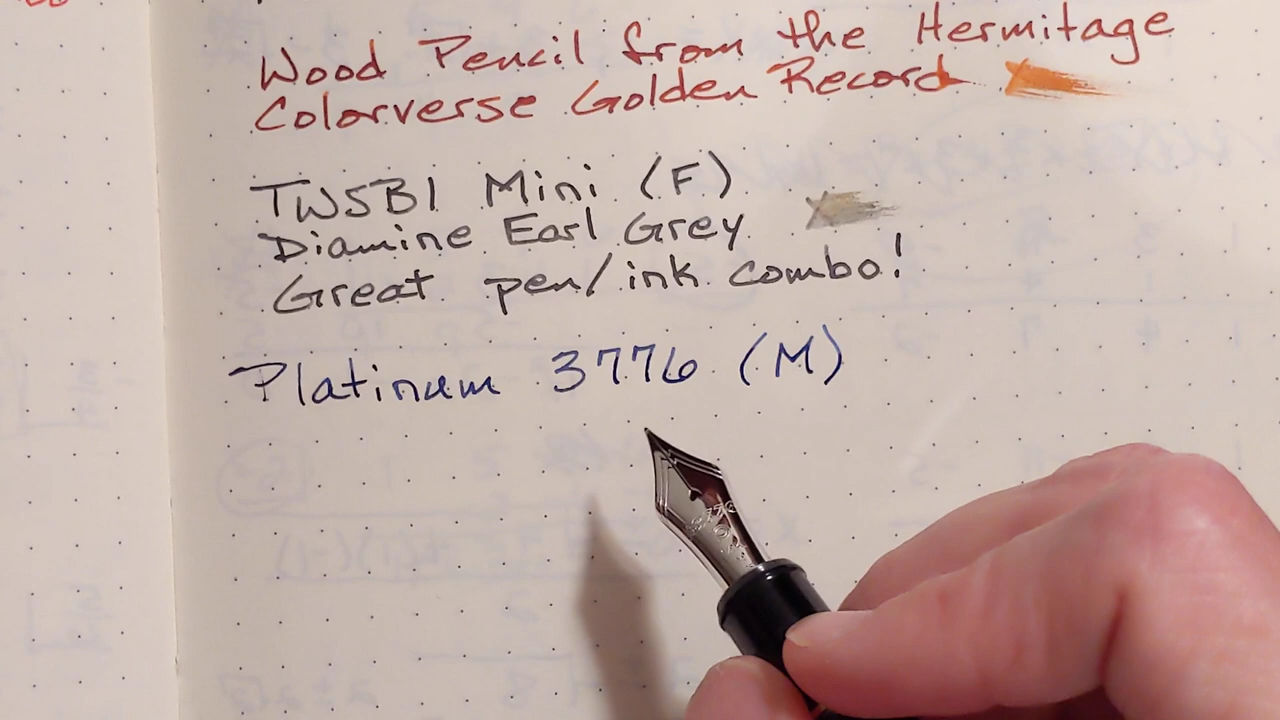 Wood Pencil from the Hermitage
Colorverse Golden Record
TWSBI Mini (F)
Diamine Earl Grey
Great pen/ink combo!
Platinum 3776 (M)